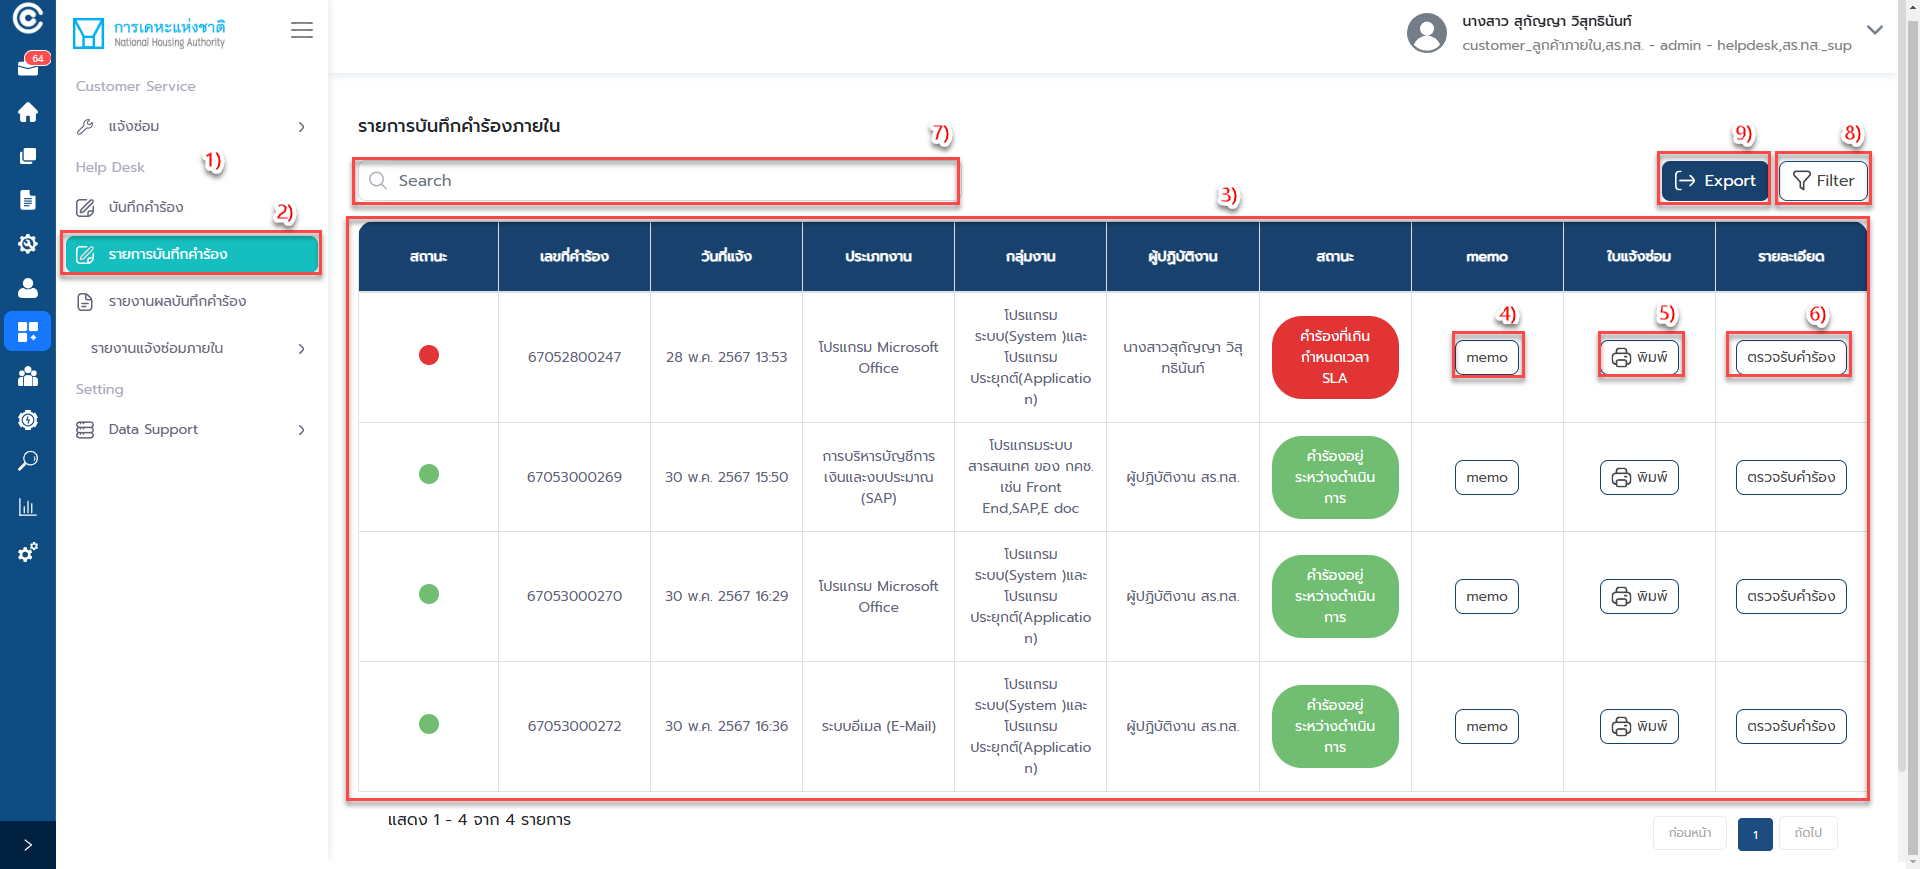 64
การเคหะแห่งชาติ
National Housing Authority
นางสาว สุกัญญา วิสุทธินันท์
customer_ลูกค้าภายใน,สร.ทส. - admin - helpdesk,สร.ทส._sup
Customer Service
แจ้งซ่อม
Help Desk
1)
บันทึกคำร้อง
2)
รายการบันทึกคำร้อง
รายงานผลบันทึกคำร้อง
รายงานแจ้งซ่อมภายใน
Setting
Data Support
รายการบันทึกคำร้องภายใน
7)
9)
8)
Search
Export
Filter
3)
สถานะ เลขที่คำร้อง วันที่แจ้ง ประเภทงาน กลุ่มงาน ผู้ปฏิบัติงาน สถานะ memo ใบแจ้งซ่อม รายละเอียด
4)
5)
6)
67052800247
28 พ.ค. 2567 13:53
โปรแกรม Microsoft
Office
โปรแกรม
ระบบ(System )และ
โปรแกรม
ประยุกต์(Applicatio
n)
นางสาวสุกัญญา วิสุ
ทธินันท์
คำร้องที่เกิน
กำหนดเวลา
SLA
memo
พิมพ์
ตรวจรับคำร้อง
67053000269
30 พ.ค. 2567 15:50
การบริหารบัญชีการ
เงินและงบประมาณ
(SAP)
โปรแกรมระบบ
สารสนเทศ ของ กคช.
เช่น Front
End,SAP,E doc
ผู้ปฏิบัติงาน สร.ทส.
คำร้องอยู่
ระหว่างดำเนิน
การ
memo
พิมพ์
ตรวจรับคำร้อง
67053000270
30 พ.ค. 2567 16:29
โปรแกรม Microsoft
Office
โปรแกรม
ระบบ(System )และ
โปรแกรม
ประยุกต์(Applicatio
n)
ผู้ปฏิบัติงาน สร.ทส.
คำร้องอยู่
ระหว่างดำเนิน
การ
memo
พิมพ์
ตรวจรับคำร้อง
67053000272
30 พ.ค. 2567 16:36
ระบบอีเมล (E-Mail)
โปรแกรม
ระบบ(System )และ
โปรแกรม
ประยุกต์(Applicatio
n)
ผู้ปฏิบัติงาน สร.ทส.
คำร้องอยู่
ระหว่างดำเนิน
การ
memo
พิมพ์
ตรวจรับคำร้อง
แสดง 1 - 4 จาก 4 รายการ
ก่อนหน้า
1
ถัดไป